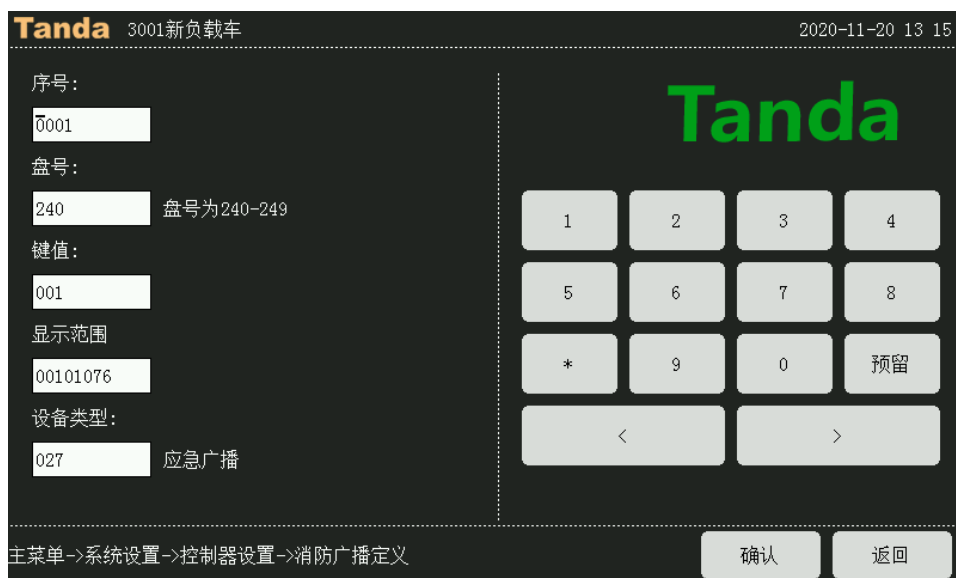 Tanda 3001新负载车 2020-11-20 13 15
序号:
0001
盘号:
240 盘号为240-249
键值:
001
显示范围
00101076
设备类型:
027 应急广播
Tanda
1 2 3 4
5 6 7 8
* 9 0 预留
< >
主菜单->系统设置->控制器设置->消防广播定义 确认 返回